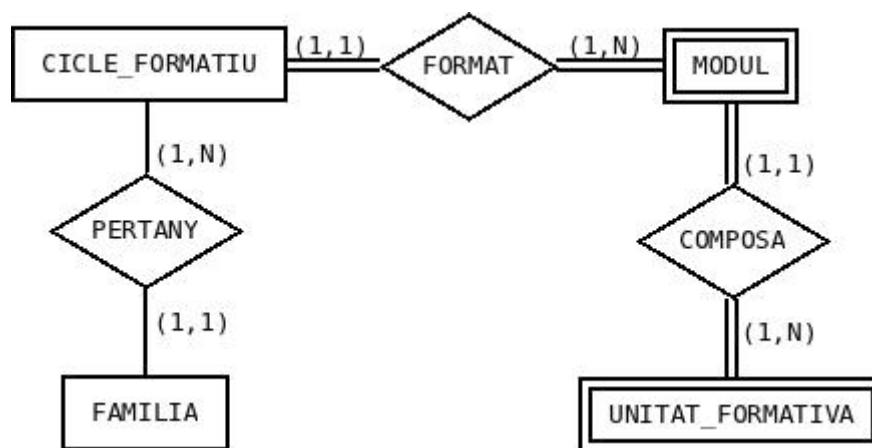 CICLE_FORMATIU
(1,1)
FORMAT
(1,N)
MODUL
(1,N)
(1,1)
PERTANY
COMPOSA
(1,1)
(1,N)
FAMILIA
UNITAT_FORMATIVA